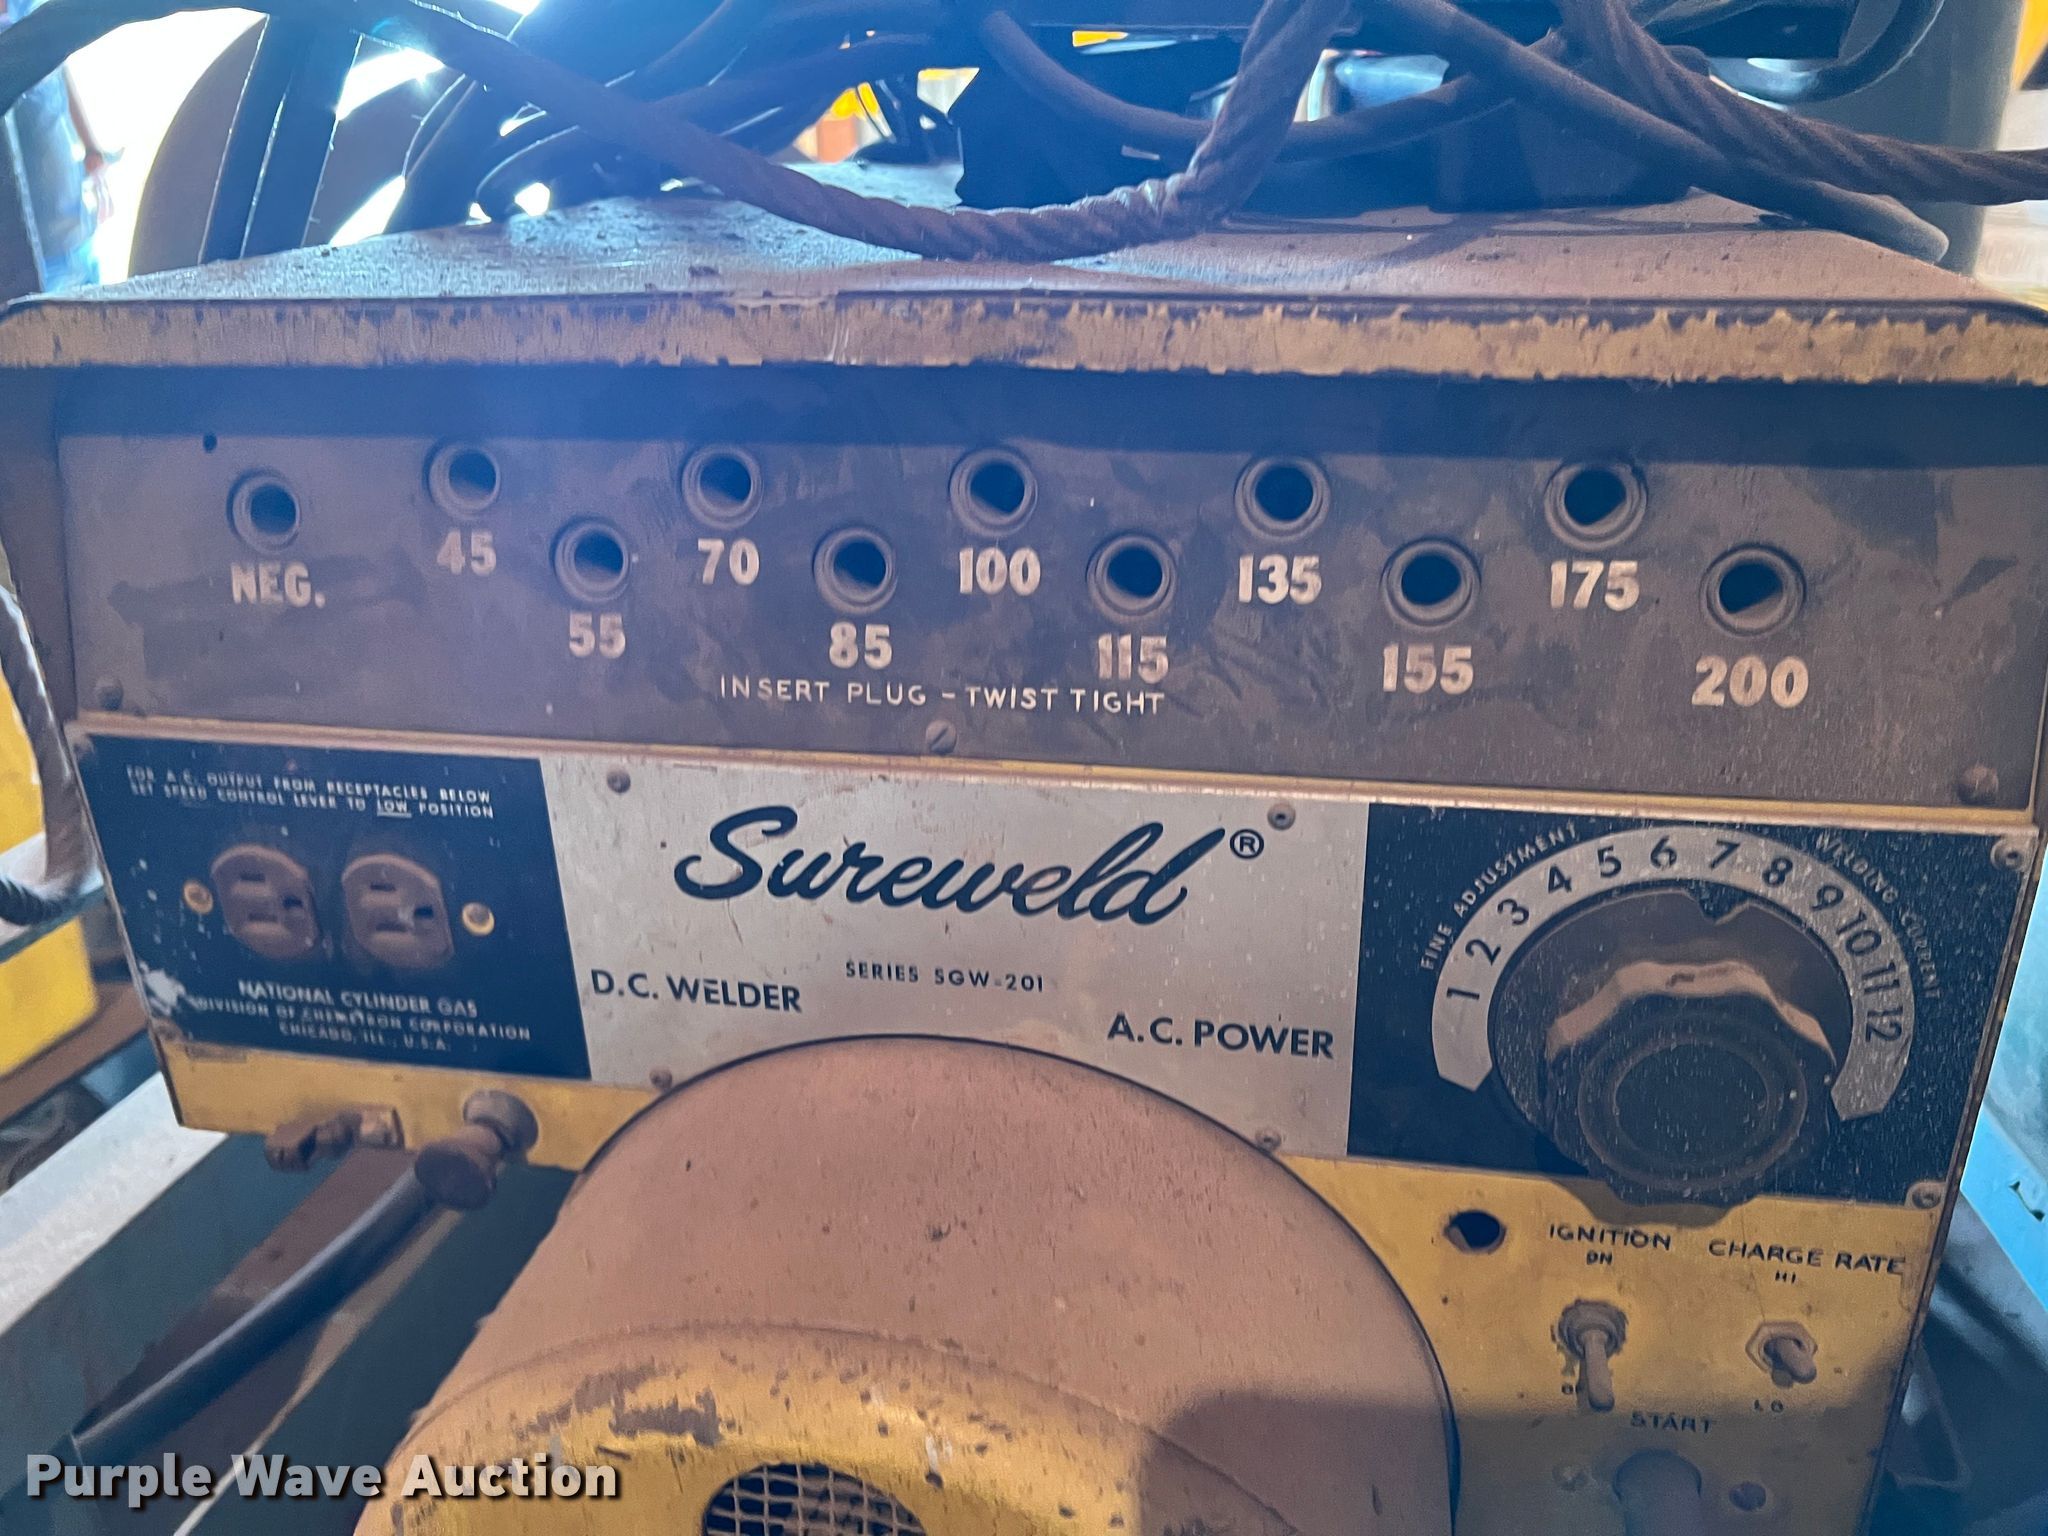 NEG.
45
55
70
85
100
115
135
155
175
200
INSERT PLUG - TWIST TIGHT
FOR A.C. OUTPUT FROM RECEPTACLES BELOW
SET SPEED CONTROL LEVER TO LOW POSITION
NATIONAL CYLINDER GAS
DIVISION OF CHEMETRON CORPORATION
CHICAGO, ILL., U.S.A.
Sureweld®
SERIES SGW-201
D.C. WELDER
A.C. POWER
FINE ADJUSTMENT WELDING CURRENT
1 2 3 4 5 6 7 8 9 10 11 12
IGNITION
ON
CHARGE RATE
HI
LO
START
Purple Wave Auction